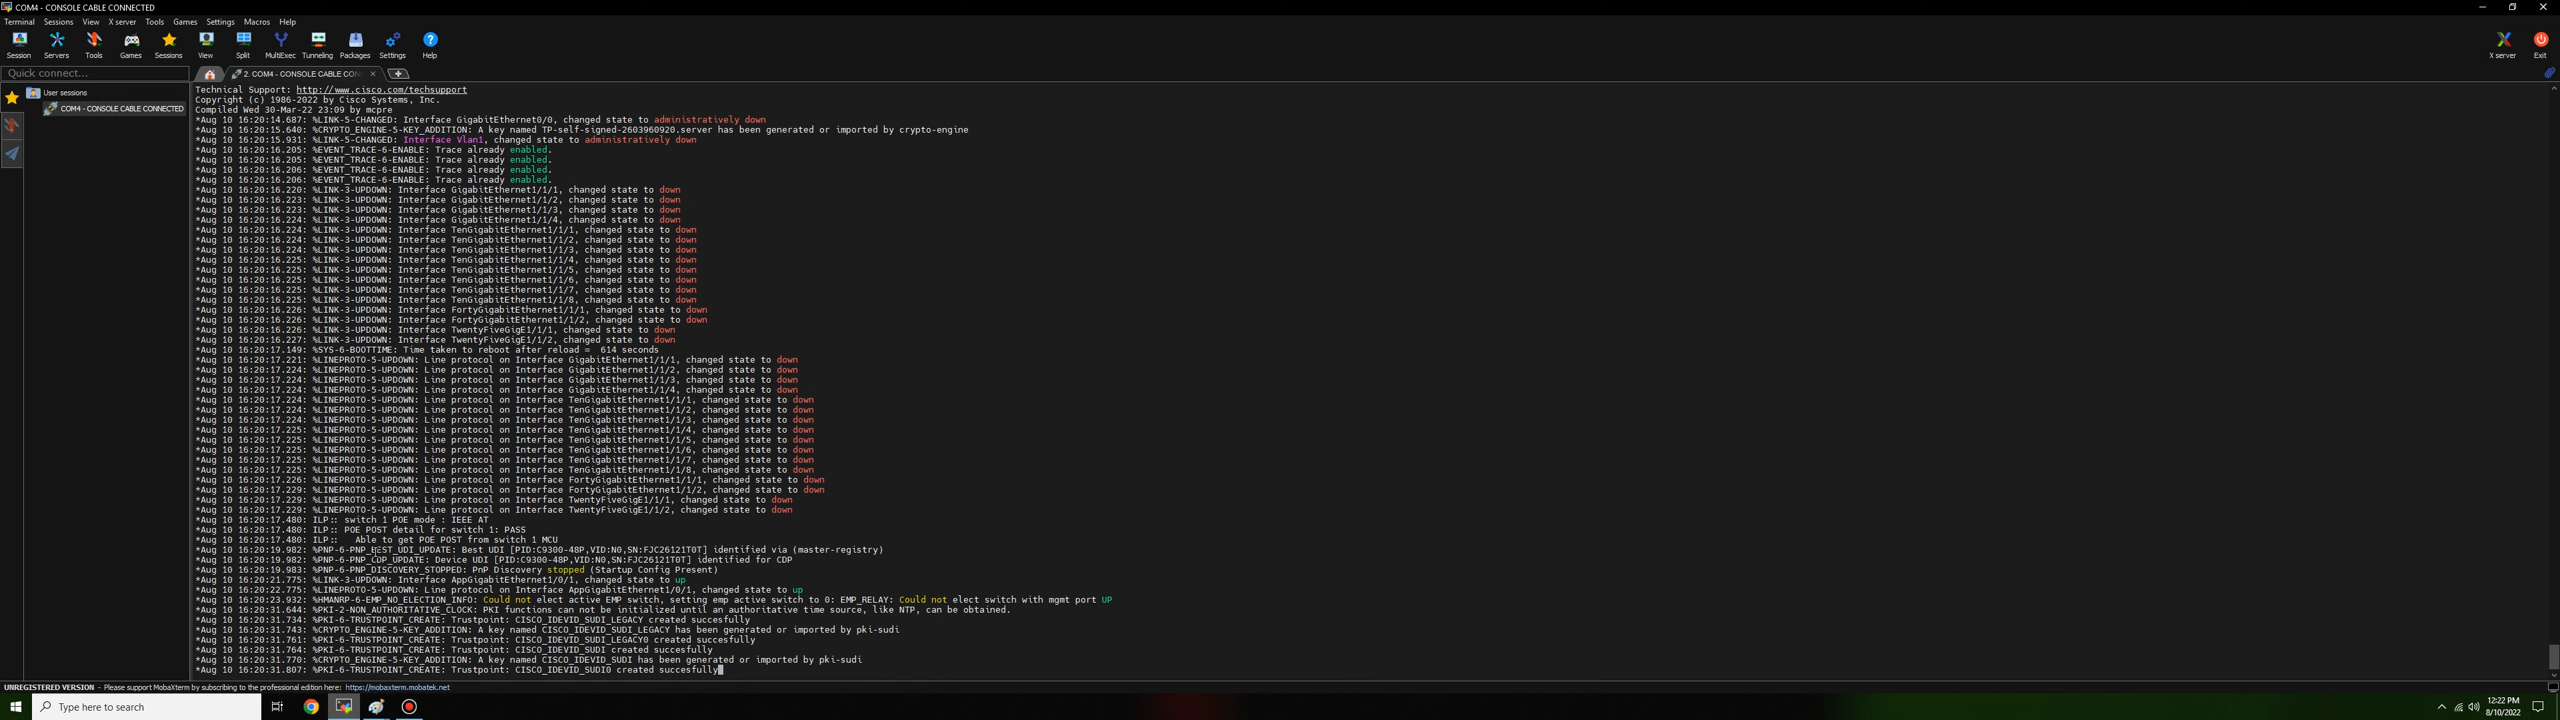 COM4 - CONSOLE CABLE CONNECTED
Terminal Sessions View X server Tools Games Settings Macros Help
Session Servers Tools Games Sessions View Split MultiExec Tunneling Packages Settings Help X server Exit
Quick connect... 2. COM4 - CONSOLE CABLE CON
User sessions
COM4 - CONSOLE CABLE CONNECTED
Technical Support: http://www.cisco.com/techsupport
Copyright (c) 1986-2022 by Cisco Systems, Inc.
Compiled Wed 30-Mar-22 23:09 by mcpre
*Aug 10 16:20:14.687: %LINK-5-CHANGED: Interface GigabitEthernet0/0, changed state to administratively down
*Aug 10 16:20:15.640: %CRYPTO_ENGINE-5-KEY_ADDITION: A key named TP-self-signed-2603960920.server has been generated or imported by crypto-engine
*Aug 10 16:20:15.931: %LINK-5-CHANGED: Interface Vlan1, changed state to administratively down
*Aug 10 16:20:16.205: %EVENT_TRACE-6-ENABLE: Trace already enabled.
*Aug 10 16:20:16.205: %EVENT_TRACE-6-ENABLE: Trace already enabled.
*Aug 10 16:20:16.206: %EVENT_TRACE-6-ENABLE: Trace already enabled.
*Aug 10 16:20:16.206: %EVENT_TRACE-6-ENABLE: Trace already enabled.
*Aug 10 16:20:16.220: %LINK-3-UPDOWN: Interface GigabitEthernet1/1/1, changed state to down
*Aug 10 16:20:16.223: %LINK-3-UPDOWN: Interface GigabitEthernet1/1/2, changed state to down
*Aug 10 16:20:16.223: %LINK-3-UPDOWN: Interface GigabitEthernet1/1/3, changed state to down
*Aug 10 16:20:16.224: %LINK-3-UPDOWN: Interface GigabitEthernet1/1/4, changed state to down
*Aug 10 16:20:16.224: %LINK-3-UPDOWN: Interface TenGigabitEthernet1/1/1, changed state to down
*Aug 10 16:20:16.224: %LINK-3-UPDOWN: Interface TenGigabitEthernet1/1/2, changed state to down
*Aug 10 16:20:16.224: %LINK-3-UPDOWN: Interface TenGigabitEthernet1/1/3, changed state to down
*Aug 10 16:20:16.225: %LINK-3-UPDOWN: Interface TenGigabitEthernet1/1/4, changed state to down
*Aug 10 16:20:16.225: %LINK-3-UPDOWN: Interface TenGigabitEthernet1/1/5, changed state to down
*Aug 10 16:20:16.225: %LINK-3-UPDOWN: Interface TenGigabitEthernet1/1/6, changed state to down
*Aug 10 16:20:16.225: %LINK-3-UPDOWN: Interface TenGigabitEthernet1/1/7, changed state to down
*Aug 10 16:20:16.225: %LINK-3-UPDOWN: Interface TenGigabitEthernet1/1/8, changed state to down
*Aug 10 16:20:16.226: %LINK-3-UPDOWN: Interface FortyGigabitEthernet1/1/1, changed state to down
*Aug 10 16:20:16.226: %LINK-3-UPDOWN: Interface FortyGigabitEthernet1/1/2, changed state to down
*Aug 10 16:20:16.226: %LINK-3-UPDOWN: Interface TwentyFiveGigE1/1/1, changed state to down
*Aug 10 16:20:16.227: %LINK-3-UPDOWN: Interface TwentyFiveGigE1/1/2, changed state to down
*Aug 10 16:20:17.149: %SYS-6-BOOTTIME: Time taken to reboot after reload =  614 seconds
*Aug 10 16:20:17.221: %LINEPROTO-5-UPDOWN: Line protocol on Interface GigabitEthernet1/1/1, changed state to down
*Aug 10 16:20:17.224: %LINEPROTO-5-UPDOWN: Line protocol on Interface GigabitEthernet1/1/2, changed state to down
*Aug 10 16:20:17.224: %LINEPROTO-5-UPDOWN: Line protocol on Interface GigabitEthernet1/1/3, changed state to down
*Aug 10 16:20:17.224: %LINEPROTO-5-UPDOWN: Line protocol on Interface GigabitEthernet1/1/4, changed state to down
*Aug 10 16:20:17.224: %LINEPROTO-5-UPDOWN: Line protocol on Interface TenGigabitEthernet1/1/1, changed state to down
*Aug 10 16:20:17.224: %LINEPROTO-5-UPDOWN: Line protocol on Interface TenGigabitEthernet1/1/2, changed state to down
*Aug 10 16:20:17.224: %LINEPROTO-5-UPDOWN: Line protocol on Interface TenGigabitEthernet1/1/3, changed state to down
*Aug 10 16:20:17.225: %LINEPROTO-5-UPDOWN: Line protocol on Interface TenGigabitEthernet1/1/4, changed state to down
*Aug 10 16:20:17.225: %LINEPROTO-5-UPDOWN: Line protocol on Interface TenGigabitEthernet1/1/5, changed state to down
*Aug 10 16:20:17.225: %LINEPROTO-5-UPDOWN: Line protocol on Interface TenGigabitEthernet1/1/6, changed state to down
*Aug 10 16:20:17.225: %LINEPROTO-5-UPDOWN: Line protocol on Interface TenGigabitEthernet1/1/7, changed state to down
*Aug 10 16:20:17.225: %LINEPROTO-5-UPDOWN: Line protocol on Interface TenGigabitEthernet1/1/8, changed state to down
*Aug 10 16:20:17.226: %LINEPROTO-5-UPDOWN: Line protocol on Interface FortyGigabitEthernet1/1/1, changed state to down
*Aug 10 16:20:17.229: %LINEPROTO-5-UPDOWN: Line protocol on Interface FortyGigabitEthernet1/1/2, changed state to down
*Aug 10 16:20:17.229: %LINEPROTO-5-UPDOWN: Line protocol on Interface TwentyFiveGigE1/1/1, changed state to down
*Aug 10 16:20:17.229: %LINEPROTO-5-UPDOWN: Line protocol on Interface TwentyFiveGigE1/1/2, changed state to down
*Aug 10 16:20:17.480: ILP:: switch 1 POE mode : IEEE AT
*Aug 10 16:20:17.480: ILP:: POE POST detail for switch 1: PASS
*Aug 10 16:20:17.480: ILP::   Able to get POE POST from switch 1 MCU
*Aug 10 16:20:19.982: %PNP-6-PNP_BEST_UDI_UPDATE: Best UDI [PID:C9300-48P,VID:N0,SN:FJC26121T0T] identified via (master-registry)
*Aug 10 16:20:19.982: %PNP-6-PNP_CDP_UPDATE: Device UDI [PID:C9300-48P,VID:N0,SN:FJC26121T0T] identified for CDP
*Aug 10 16:20:19.983: %PNP-6-PNP_DISCOVERY_STOPPED: PnP Discovery stopped (Startup Config Present)
*Aug 10 16:20:21.775: %LINK-3-UPDOWN: Interface AppGigabitEthernet1/0/1, changed state to up
*Aug 10 16:20:22.775: %LINEPROTO-5-UPDOWN: Line protocol on Interface AppGigabitEthernet1/0/1, changed state to up
*Aug 10 16:20:23.932: %HMANRP-6-EMP_NO_ELECTION_INFO: Could not elect active EMP switch, setting emp active switch to 0: EMP_RELAY: Could not elect switch with mgmt port UP
*Aug 10 16:20:31.644: %PKI-2-NON_AUTHORITATIVE_CLOCK: PKI functions can not be initialized until an authoritative time source, like NTP, can be obtained.
*Aug 10 16:20:31.734: %PKI-6-TRUSTPOINT_CREATE: Trustpoint: CISCO_IDEVID_SUDI_LEGACY created succesfully
*Aug 10 16:20:31.743: %CRYPTO_ENGINE-5-KEY_ADDITION: A key named CISCO_IDEVID_SUDI_LEGACY has been generated or imported by pki-sudi
*Aug 10 16:20:31.761: %PKI-6-TRUSTPOINT_CREATE: Trustpoint: CISCO_IDEVID_SUDI_LEGACY0 created succesfully
*Aug 10 16:20:31.764: %PKI-6-TRUSTPOINT_CREATE: Trustpoint: CISCO_IDEVID_SUDI created succesfully
*Aug 10 16:20:31.770: %CRYPTO_ENGINE-5-KEY_ADDITION: A key named CISCO_IDEVID_SUDI has been generated or imported by pki-sudi
*Aug 10 16:20:31.807: %PKI-6-TRUSTPOINT_CREATE: Trustpoint: CISCO_IDEVID_SUDI0 created succesfully
UNREGISTERED VERSION - Please support MobaXterm by subscribing to the professional edition here: https://mobaxterm.mobatek.net
Type here to search
12:22 PM
8/10/2022